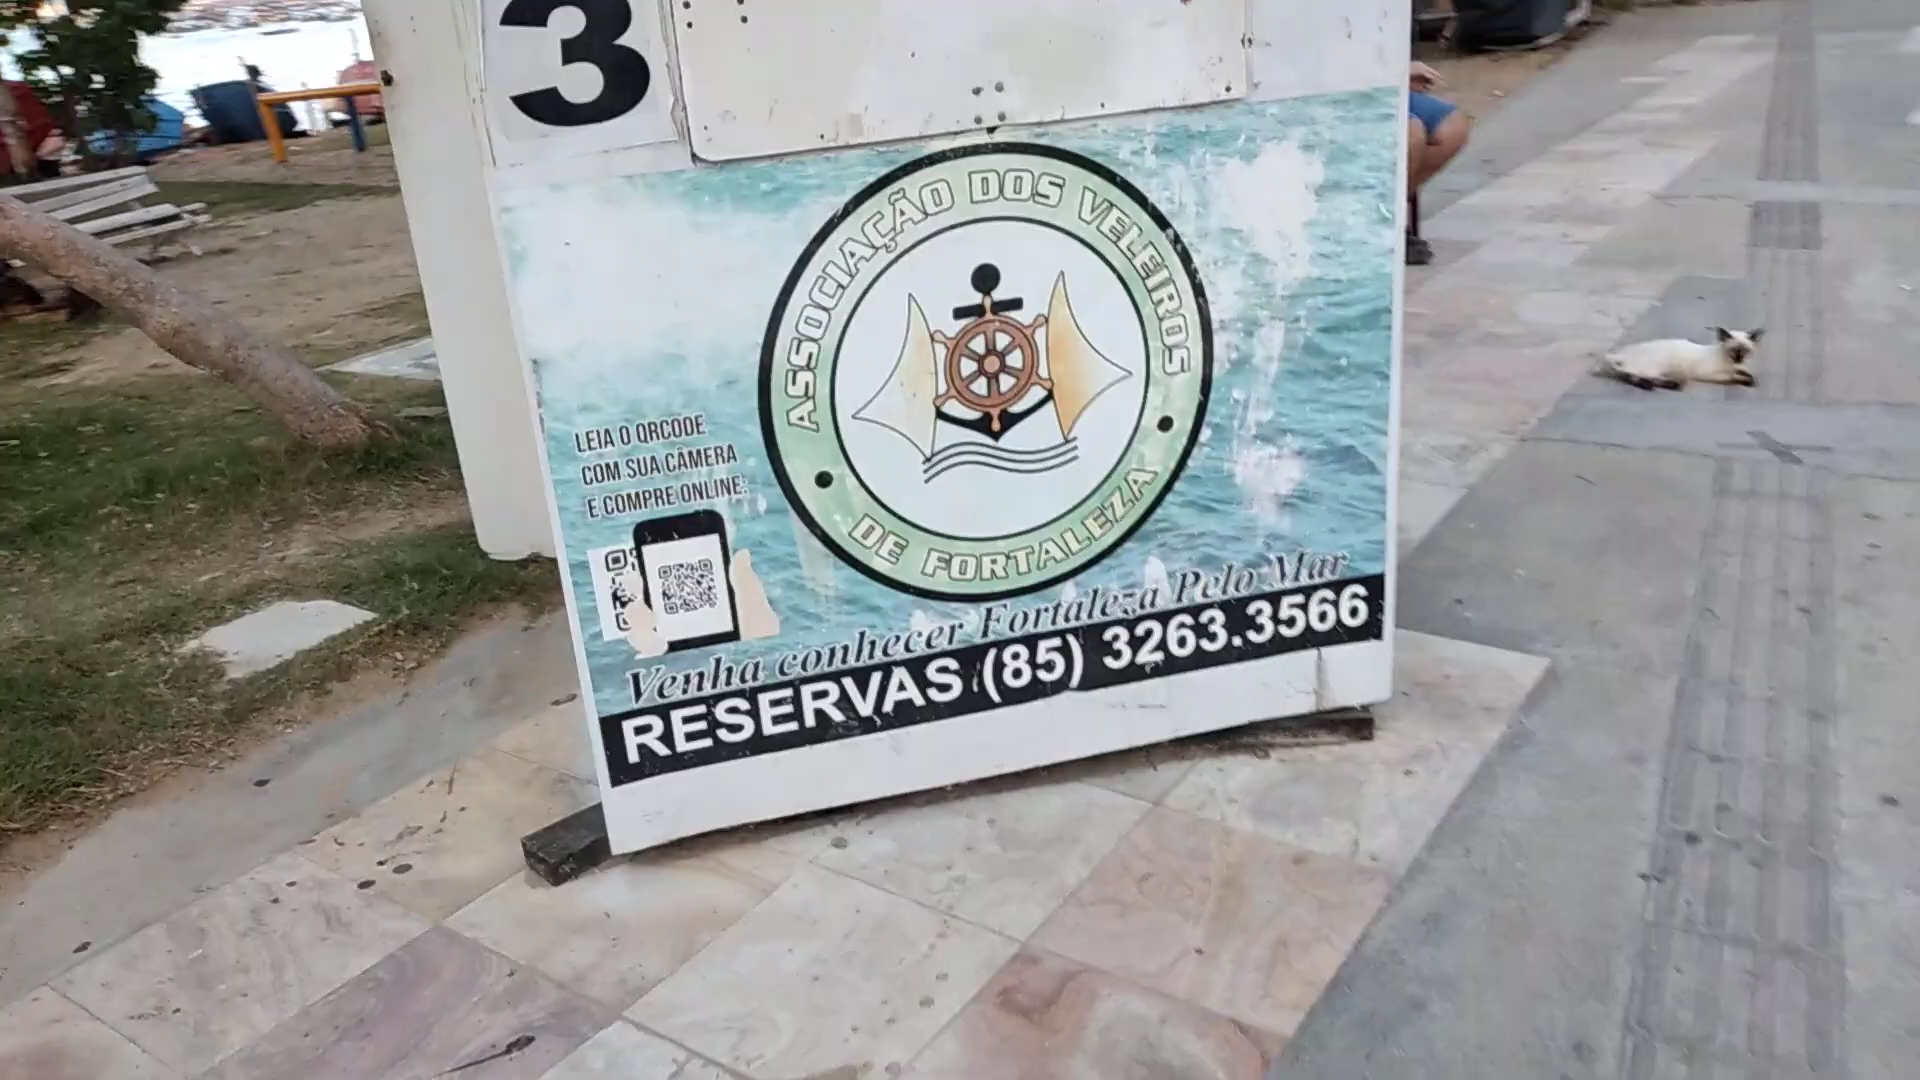 3
ASSOCIAÇÃO DOS VELEIROS
DE FORTALEZA
LEIA O QRCODE
COM SUA CÂMERA
E COMPRE ONLINE:
Venha conhecer Fortaleza Pelo Mar
RESERVAS (85) 3263.3566